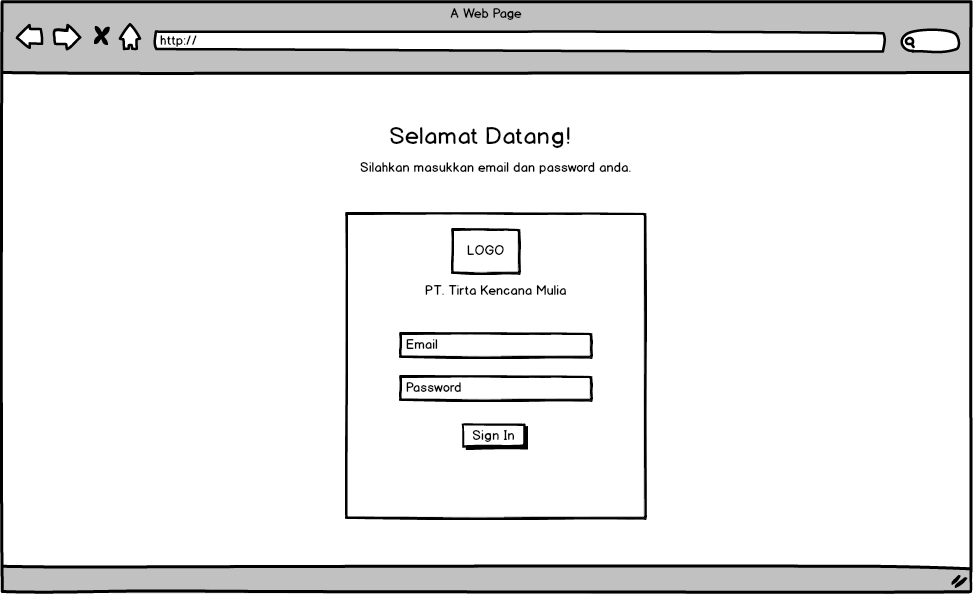 A Web Page
http://
Selamat Datang!
Silahkan masukkan email dan password anda.
LOGO
PT. Tirta Kencana Mulia
Email
Password
Sign In